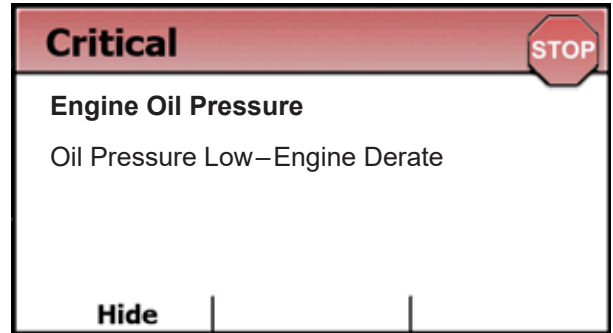 Critical
STOP
Engine Oil Pressure
Oil Pressure Low–Engine Derate
Hide